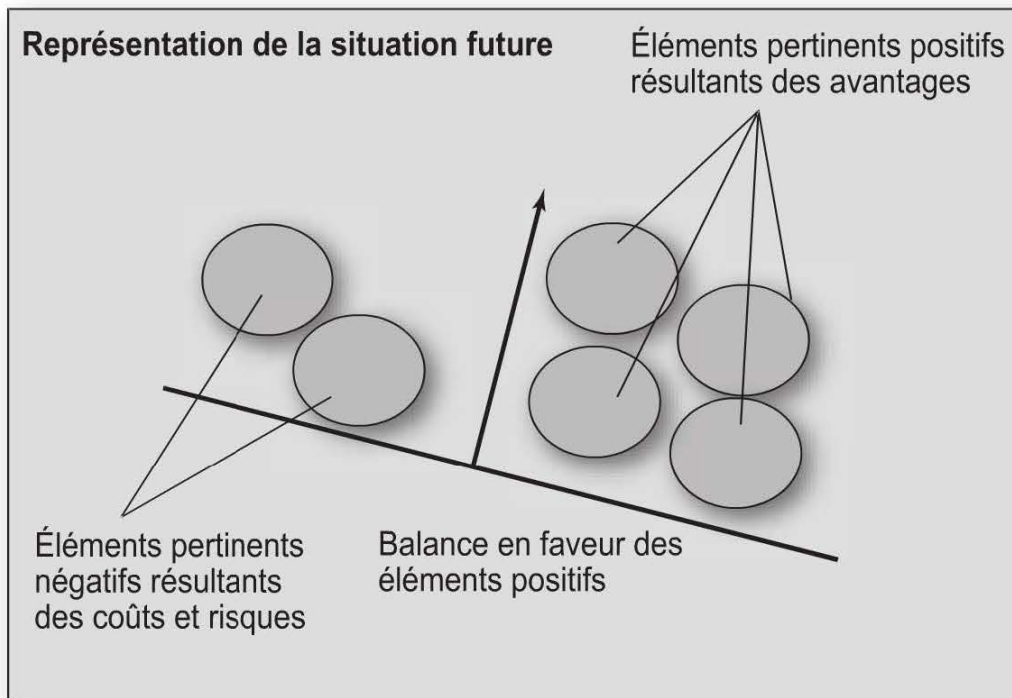 Représentation de la situation future
Éléments pertinents positifs
résultants des avantages
Éléments pertinents
négatifs résultants
des coûts et risques
Balance en faveur des
éléments positifs